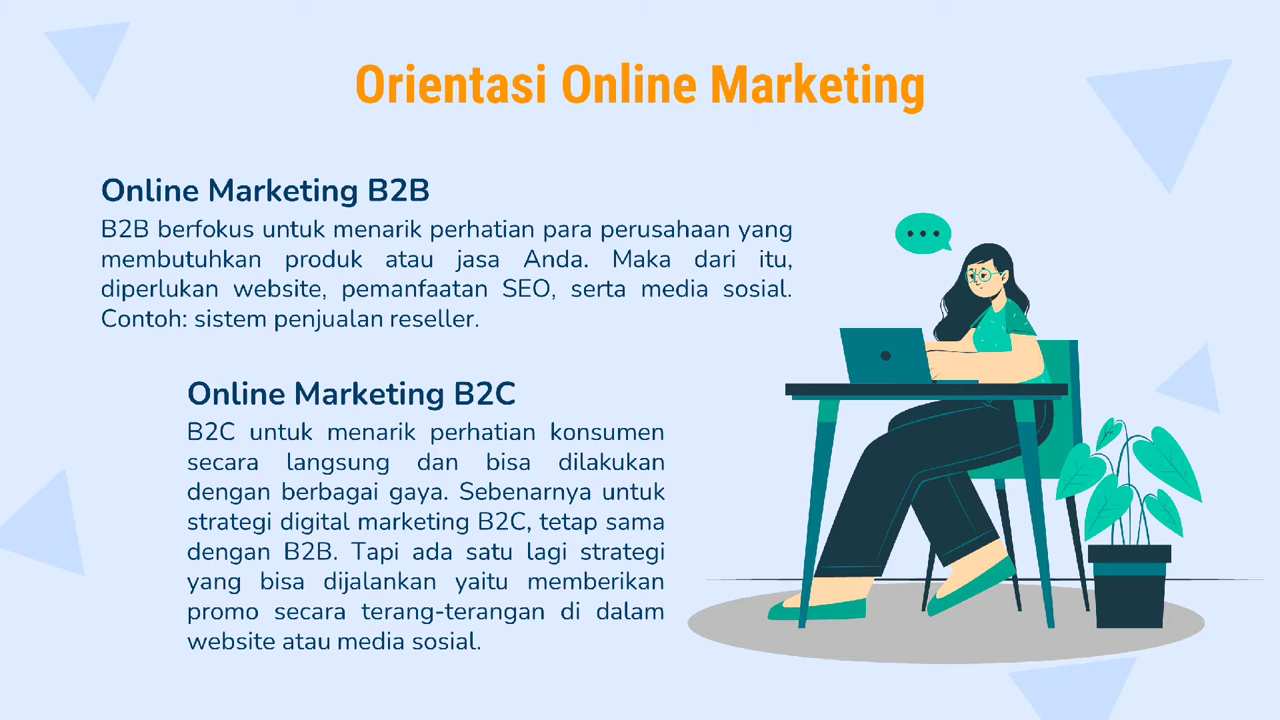 Orientasi Online Marketing
Online Marketing B2B
B2B berfokus untuk menarik perhatian para perusahaan yang
membutuhkan produk atau jasa Anda. Maka dari itu,
diperlukan website, pemanfaatan SEO, serta media sosial.
Contoh: sistem penjualan reseller.
Online Marketing B2C
B2C untuk menarik perhatian konsumen
secara langsung dan bisa dilakukan
dengan berbagai gaya. Sebenarnya untuk
strategi digital marketing B2C, tetap sama
dengan B2B. Tapi ada satu lagi strategi
yang bisa dijalankan yaitu memberikan
promo secara terang-terangan di dalam
website atau media sosial.